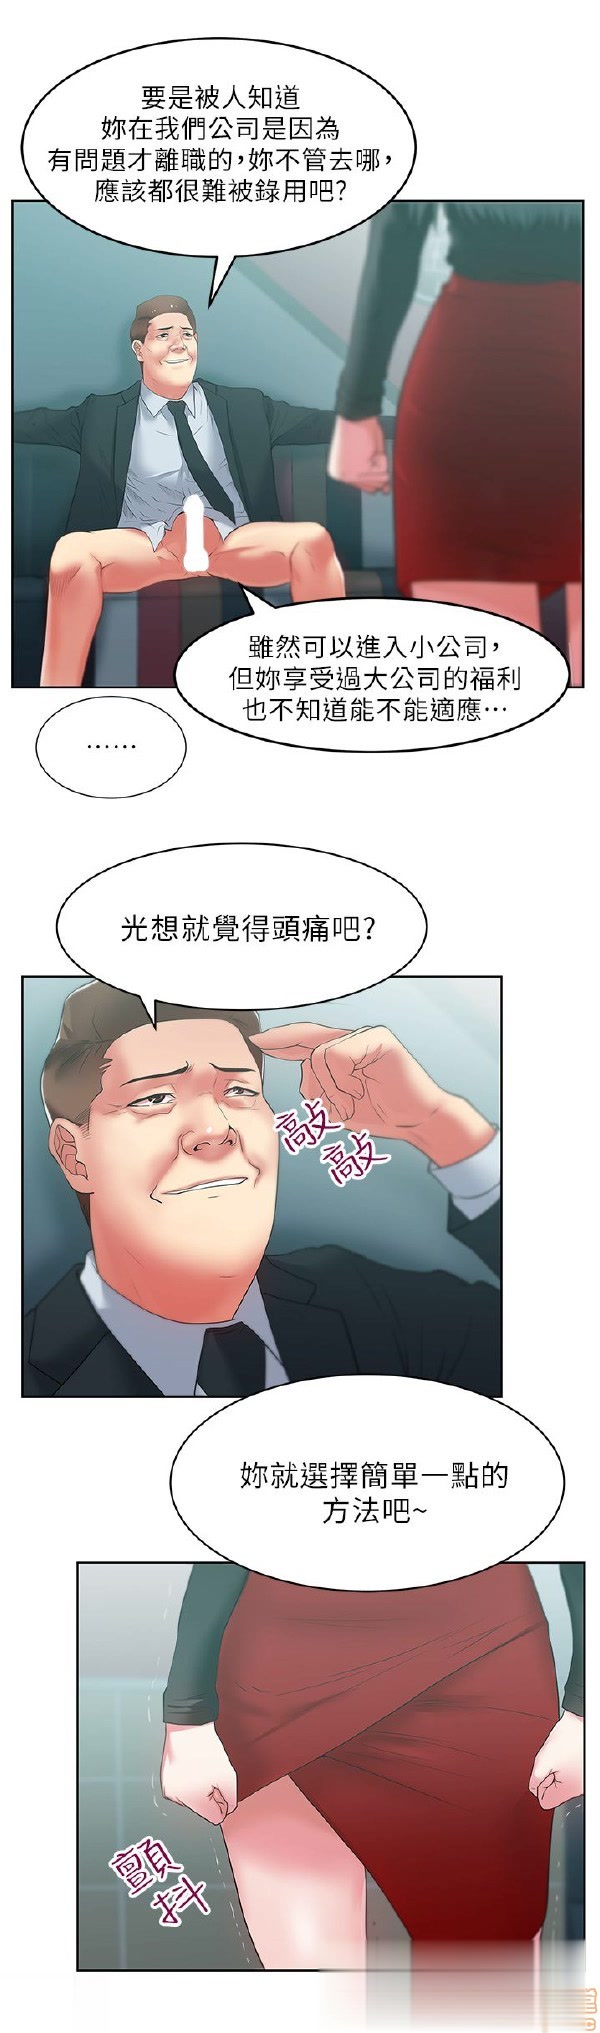 要是被人知道
妳在我們公司是因為
有問題才離職的，妳不管去哪，
應該都很難被錄用吧？
雖然可以進入小公司，
但妳享受過大公司的福利
也不知道能不能適應…
……
光想就覺得頭痛吧？
敲
敲
妳就選擇簡單一點的
方法吧~
顫
抖